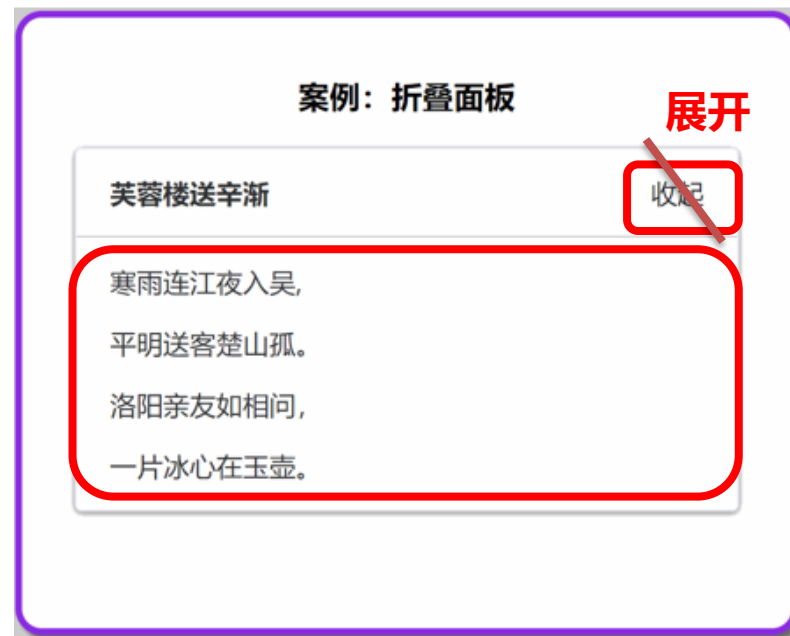 案例：折叠面板
展开
芙蓉楼送辛渐
收起
寒雨连江夜入吴,
平明送客楚山孤。
洛阳亲友如相问，
一片冰心在玉壶。